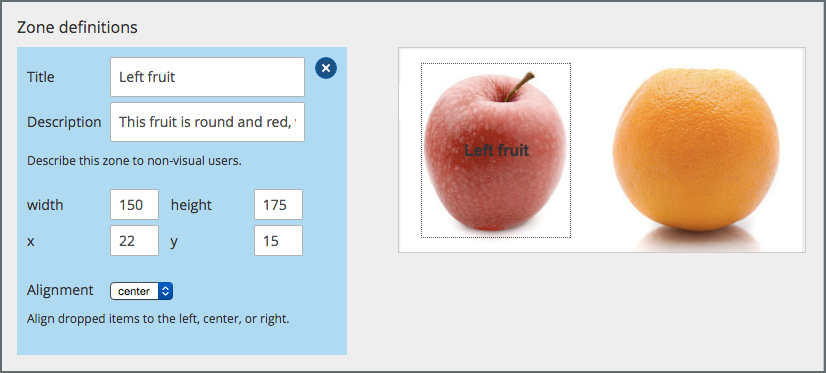 Zone definitions
Title Left fruit
Description This fruit is round and red,
Describe this zone to non-visual users.
width 150 height 175
x 22 y 15
Alignment center
Align dropped items to the left, center, or right.
Left fruit